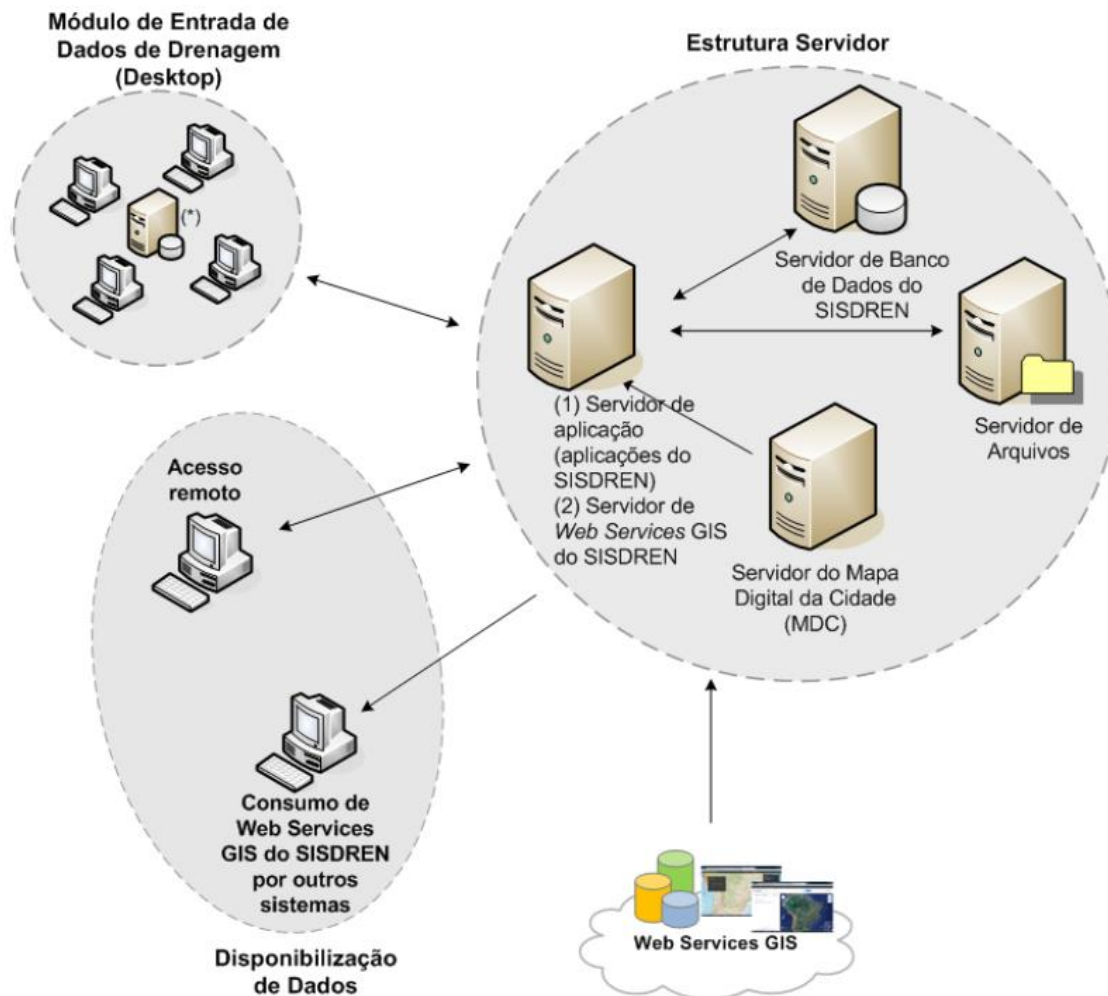 Módulo de Entrada de
Dados de Drenagem
(Desktop)
(*)
Estrutura Servidor
Servidor de Banco
de Dados do
SISDREN
Servidor de
Arquivos
(1) Servidor de
aplicação
(aplicações do
SISDREN)
(2) Servidor de
Web Services GIS
do SISDREN
Servidor do Mapa
Digital da Cidade
(MDC)
Acesso
remoto
Consumo de
Web Services
GIS do SISDREN
por outros
sistemas
Disponibilização
de Dados
Web Services GIS